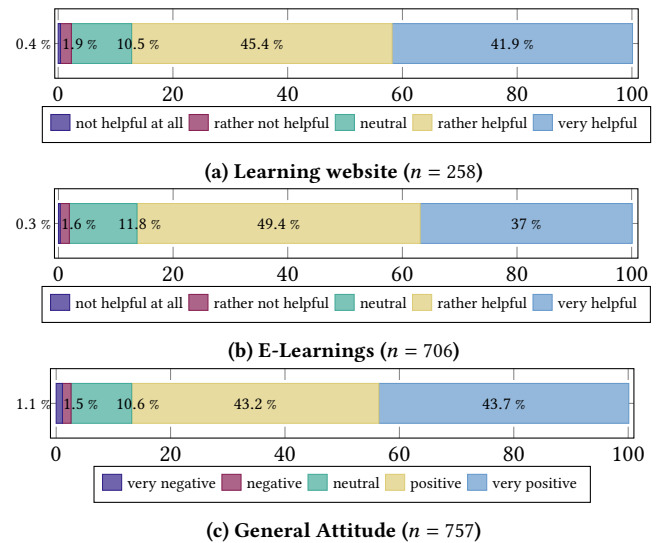 0.4 % 1.9 % 10.5 % 45.4 % 41.9 %
0 20 40 60 80 100
not helpful at all rather not helpful neutral rather helpful very helpful
(a) Learning website (n = 258)
0.3 % 1.6 % 11.8 % 49.4 % 37 %
0 20 40 60 80 100
not helpful at all rather not helpful neutral rather helpful very helpful
(b) E-Learnings (n = 706)
1.1 % 1.5 % 10.6 % 43.2 % 43.7 %
0 20 40 60 80 100
very negative negative neutral positive very positive
(c) General Attitude (n = 757)